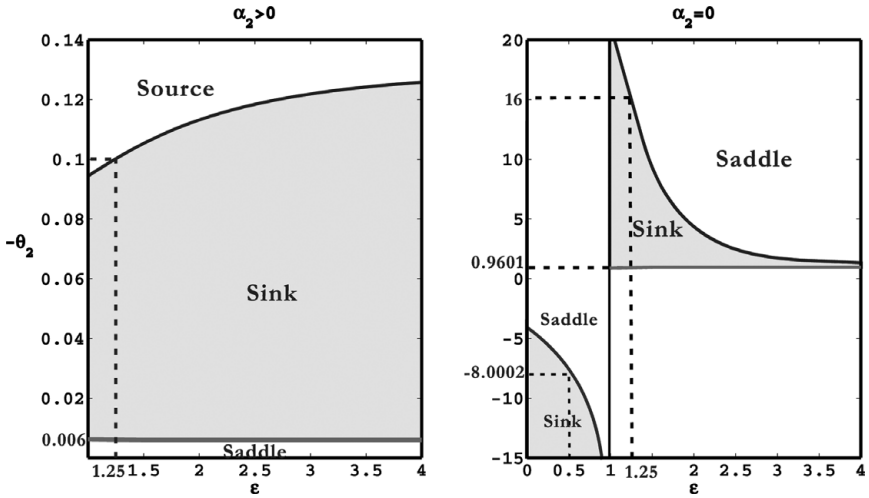 α₂>0
0.14
0.12
0.1
0.08
-θ₂
0.06
0.04
0.02
0.006
Source
Sink
Saddle
1.25 1.5 2 2.5 3 3.5 4
ε
α₂=0
20
16
10
5
0.9601
0
-5
-8.0002
-10
-15
Saddle
Sink
Saddle
Sink
0 0.5 1 1.25 1.5 2 2.5 3 3.5 4
ε